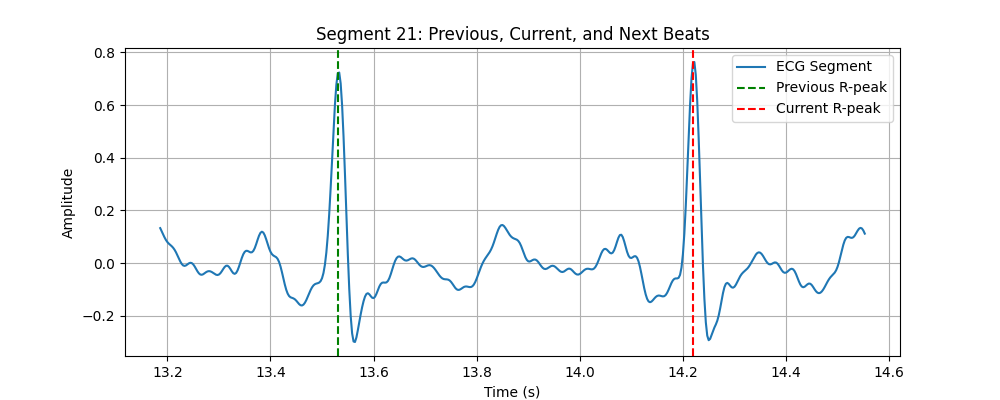 Segment 21: Previous, Current, and Next Beats
0.8
0.6
0.4
0.2
0.0
−0.2
Amplitude
ECG Segment
Previous R-peak
Current R-peak
13.2 13.4 13.6 13.8 14.0 14.2 14.4 14.6
Time (s)